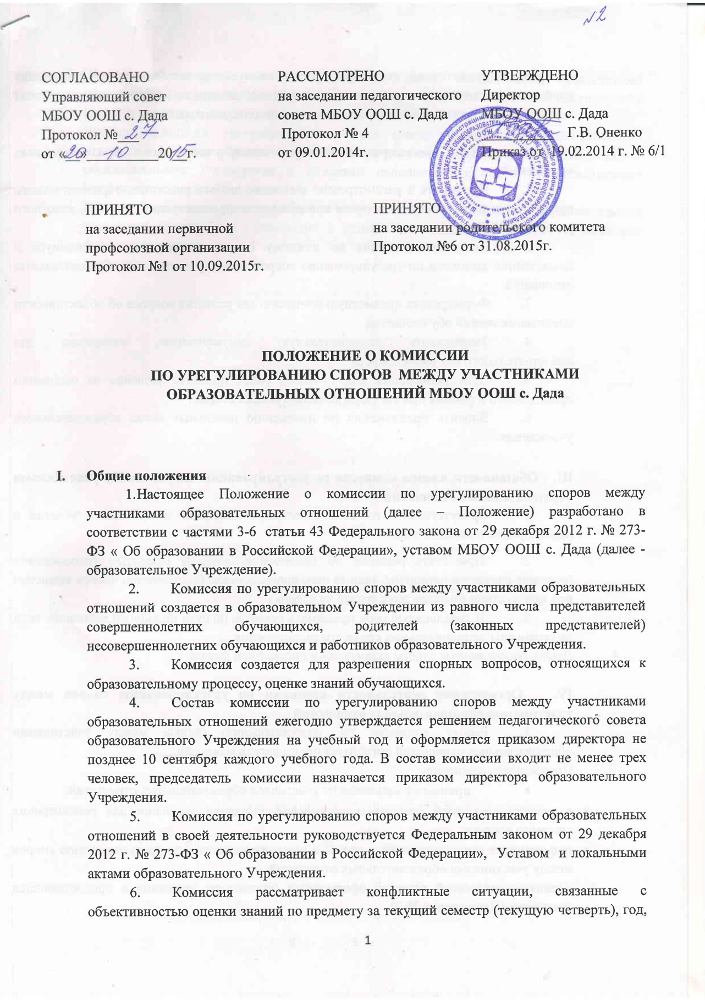 №2
СОГЛАСОВАНО
Управляющий совет
МБОУ ООШ с. Дада
Протокол № 27
от «20» 10 2015г.
РАССМОТРЕНО
на заседании педагогического
совета МБОУ ООШ с. Дада
Протокол № 4
от 09.01.2014г.
УТВЕРЖДЕНО
Директор
МБОУ ООШ с. Дада
Г.В. Оненко
Приказ от 19.02.2014 г. № 6/1
ПРИНЯТО
на заседании первичной
профсоюзной организации
Протокол №1 от 10.09.2015г.
ПРИНЯТО
на заседании родительского комитета
Протокол №6 от 31.08.2015г.
ПОЛОЖЕНИЕ О КОМИССИИ
ПО УРЕГУЛИРОВАНИЮ СПОРОВ МЕЖДУ УЧАСТНИКАМИ
ОБРАЗОВАТЕЛЬНЫХ ОТНОШЕНИЙ МБОУ ООШ с. Дада
I. Общие положения
1.Настоящее Положение о комиссии по урегулированию споров между
участниками образовательных отношений (далее – Положение) разработано в
соответствии с частями 3-6 статьи 43 Федерального закона от 29 декабря 2012 г. № 273-
ФЗ « Об образовании в Российской Федерации», уставом МБОУ ООШ с. Дада (далее -
образовательное Учреждение).
2. Комиссия по урегулированию споров между участниками образовательных
отношений создается в образовательном Учреждении из равного числа представителей
совершеннолетних обучающихся, родителей (законных представителей)
несовершеннолетних обучающихся и работников образовательного Учреждения.
3. Комиссия создается для разрешения спорных вопросов, относящихся к
образовательному процессу, оценке знаний обучающихся.
4. Состав комиссии по урегулированию споров между участниками
образовательных отношений ежегодно утверждается решением педагогического совета
образовательного Учреждения на учебный год и оформляется приказом директора не
позднее 10 сентября каждого учебного года. В состав комиссии входит не менее трех
человек, председатель комиссии назначается приказом директора образовательного
Учреждения.
5. Комиссия по урегулированию споров между участниками образовательных
отношений в своей деятельности руководствуется Федеральным законом от 29 декабря
2012 г. № 273-ФЗ « Об образовании в Российской Федерации», Уставом и локальными
актами образовательного Учреждения.
6. Комиссия рассматривает конфликтные ситуации, связанные с
объективностью оценки знаний по предмету за текущий семестр (текущую четверть), год,
1